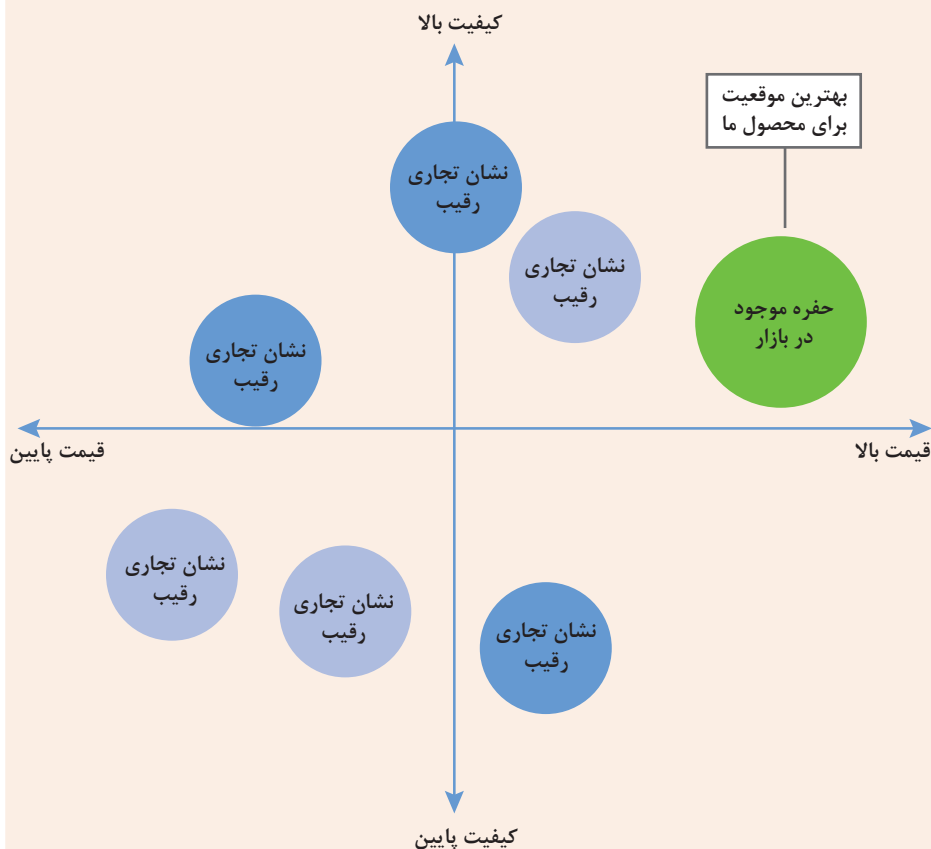 کیفیت بالا
بهترین موقعیت
برای محصول ما
نشان تجاری
رقیب
نشان تجاری
رقیب
حفره موجود
در بازار
نشان تجاری
رقیب
قیمت بالا
قیمت پایین
نشان تجاری
رقیب
نشان تجاری
رقیب
نشان تجاری
رقیب
کیفیت پایین